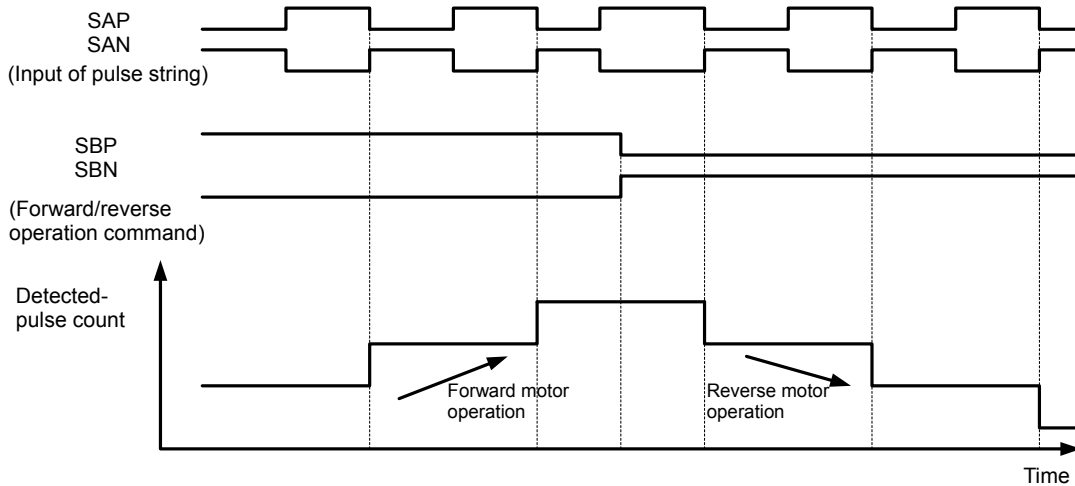 SAP
SAN
(Input of pulse string)
SBP
SBN
(Forward/reverse
operation command)
Detected-
pulse count
Forward motor
operation
Reverse motor
operation
Time